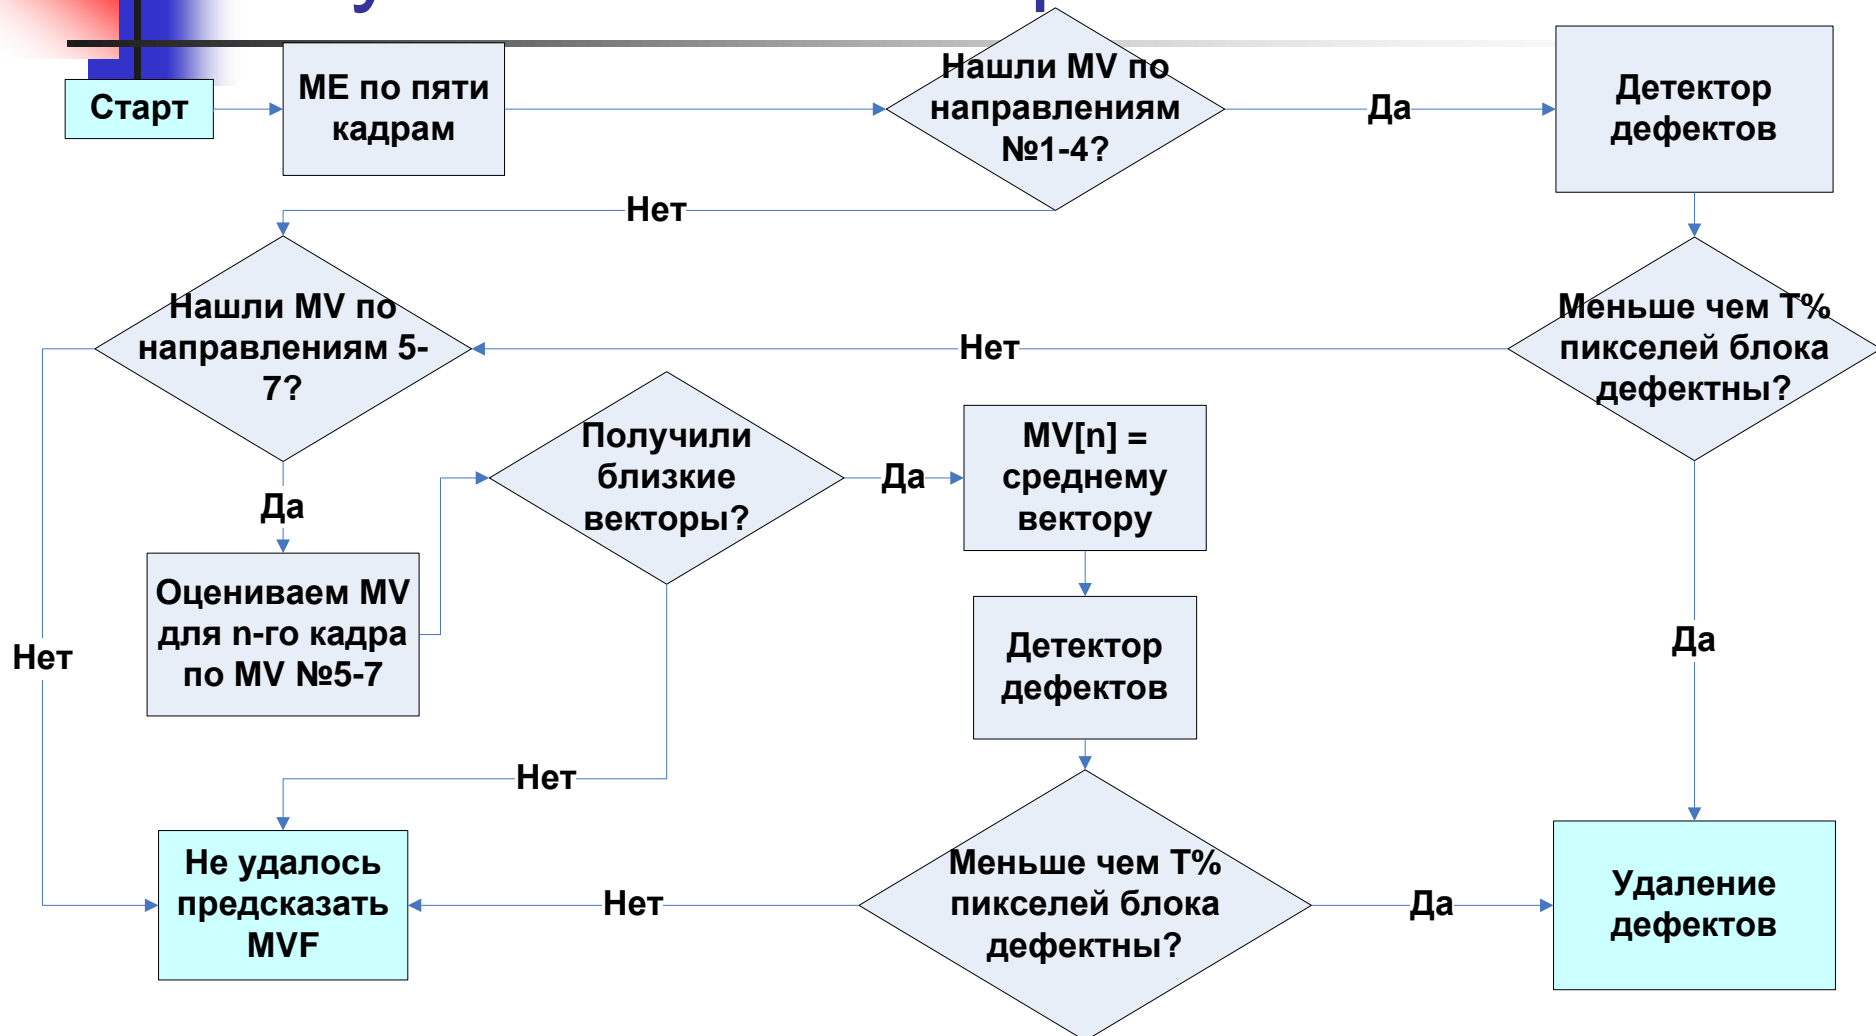 Старт
ME по пяти
кадрам
Нашли MV по
направлениям
№1-4?
Да
Детектор
дефектов
Нет
Нашли MV по
направлениям 5-
7?
Нет
Меньше чем T%
пикселей блока
дефектны?
Да
Получили
близкие
векторы?
Да
MV[n] =
среднему
вектору
Оцениваем MV
для n-го кадра
по MV №5-7
Нет
Детектор
дефектов
Да
Нет
Не удалось
предсказать
MVF
Нет
Меньше чем T%
пикселей блока
дефектны?
Да
Удаление
дефектов